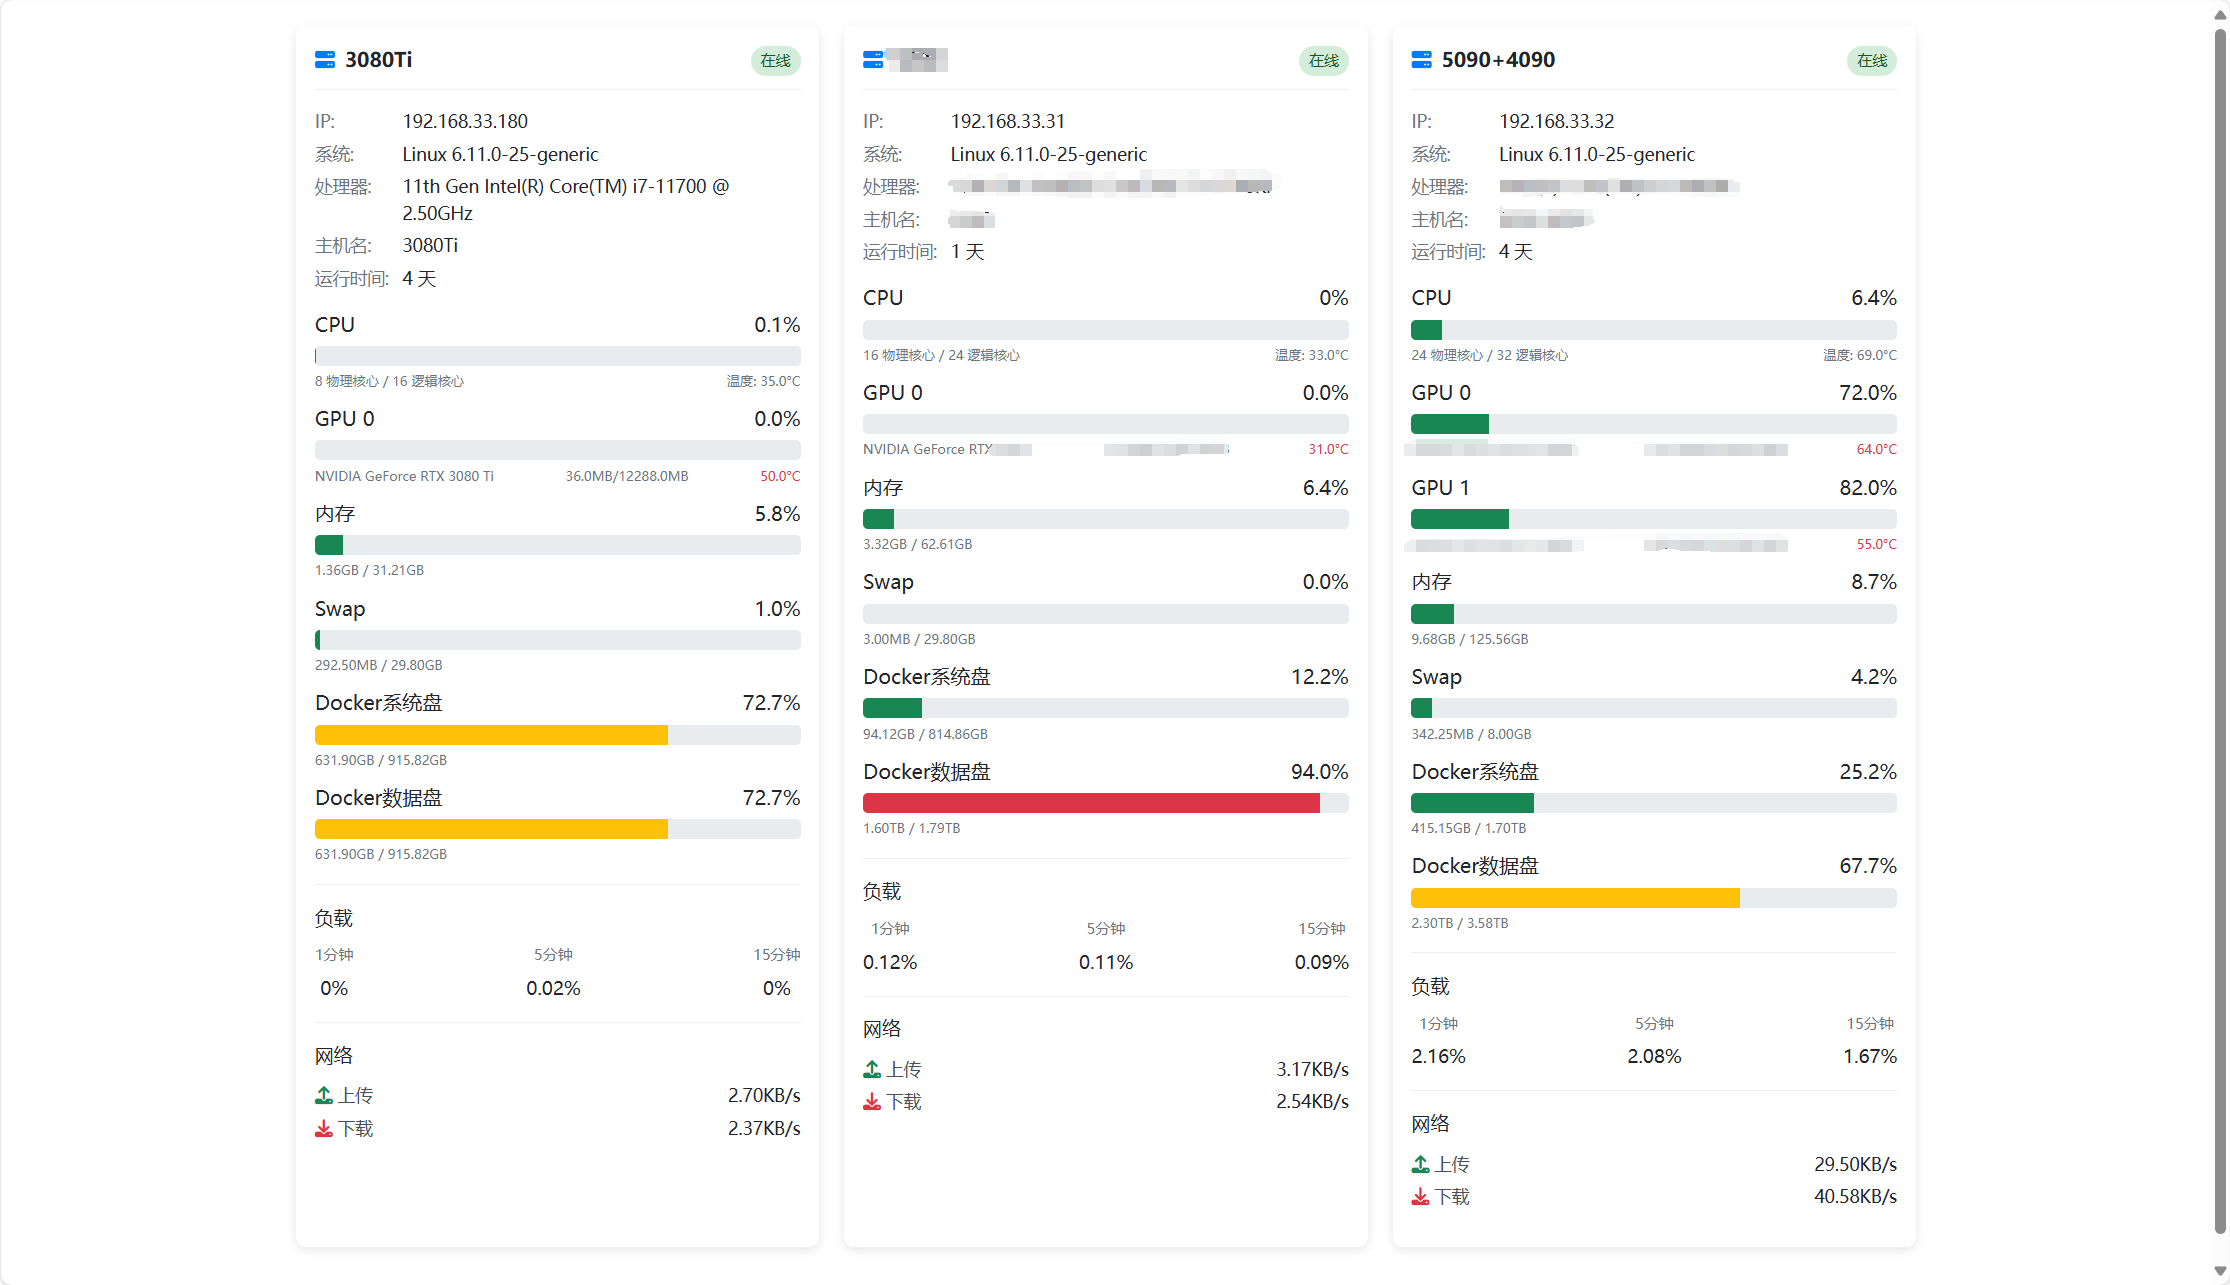 3080Ti
在线
IP: 192.168.33.180
系统: Linux 6.11.0-25-generic
处理器: 11th Gen Intel(R) Core(TM) i7-11700 @
2.50GHz
主机名: 3080Ti
运行时间: 4 天
CPU 0.1%
8 物理核心 / 16 逻辑核心 温度: 35.0°C
GPU 0 0.0%
NVIDIA GeForce RTX 3080 Ti 36.0MB/12288.0MB 50.0°C
内存 5.8%
1.36GB / 31.21GB
Swap 1.0%
292.50MB / 29.80GB
Docker系统盘 72.7%
631.90GB / 915.82GB
Docker数据盘 72.7%
631.90GB / 915.82GB
负载
1分钟 5分钟 15分钟
0% 0.02% 0%
网络
上传 2.70KB/s
下载 2.37KB/s
在线
IP: 192.168.33.31
系统: Linux 6.11.0-25-generic
处理器:
主机名:
运行时间: 1 天
CPU 0%
16 物理核心 / 24 逻辑核心 温度: 33.0°C
GPU 0 0.0%
NVIDIA GeForce RTX 31.0°C
内存 6.4%
3.32GB / 62.61GB
Swap 0.0%
3.00MB / 29.80GB
Docker系统盘 12.2%
94.12GB / 814.86GB
Docker数据盘 94.0%
1.60TB / 1.79TB
负载
1分钟 5分钟 15分钟
0.12% 0.11% 0.09%
网络
上传 3.17KB/s
下载 2.54KB/s
5090+4090
在线
IP: 192.168.33.32
系统: Linux 6.11.0-25-generic
处理器:
主机名:
运行时间: 4 天
CPU 6.4%
24 物理核心 / 32 逻辑核心 温度: 69.0°C
GPU 0 72.0%
64.0°C
GPU 1 82.0%
55.0°C
内存 8.7%
9.68GB / 125.56GB
Swap 4.2%
342.25MB / 8.00GB
Docker系统盘 25.2%
415.15GB / 1.70TB
Docker数据盘 67.7%
2.30TB / 3.58TB
负载
1分钟 5分钟 15分钟
2.16% 2.08% 1.67%
网络
上传 29.50KB/s
下载 40.58KB/s